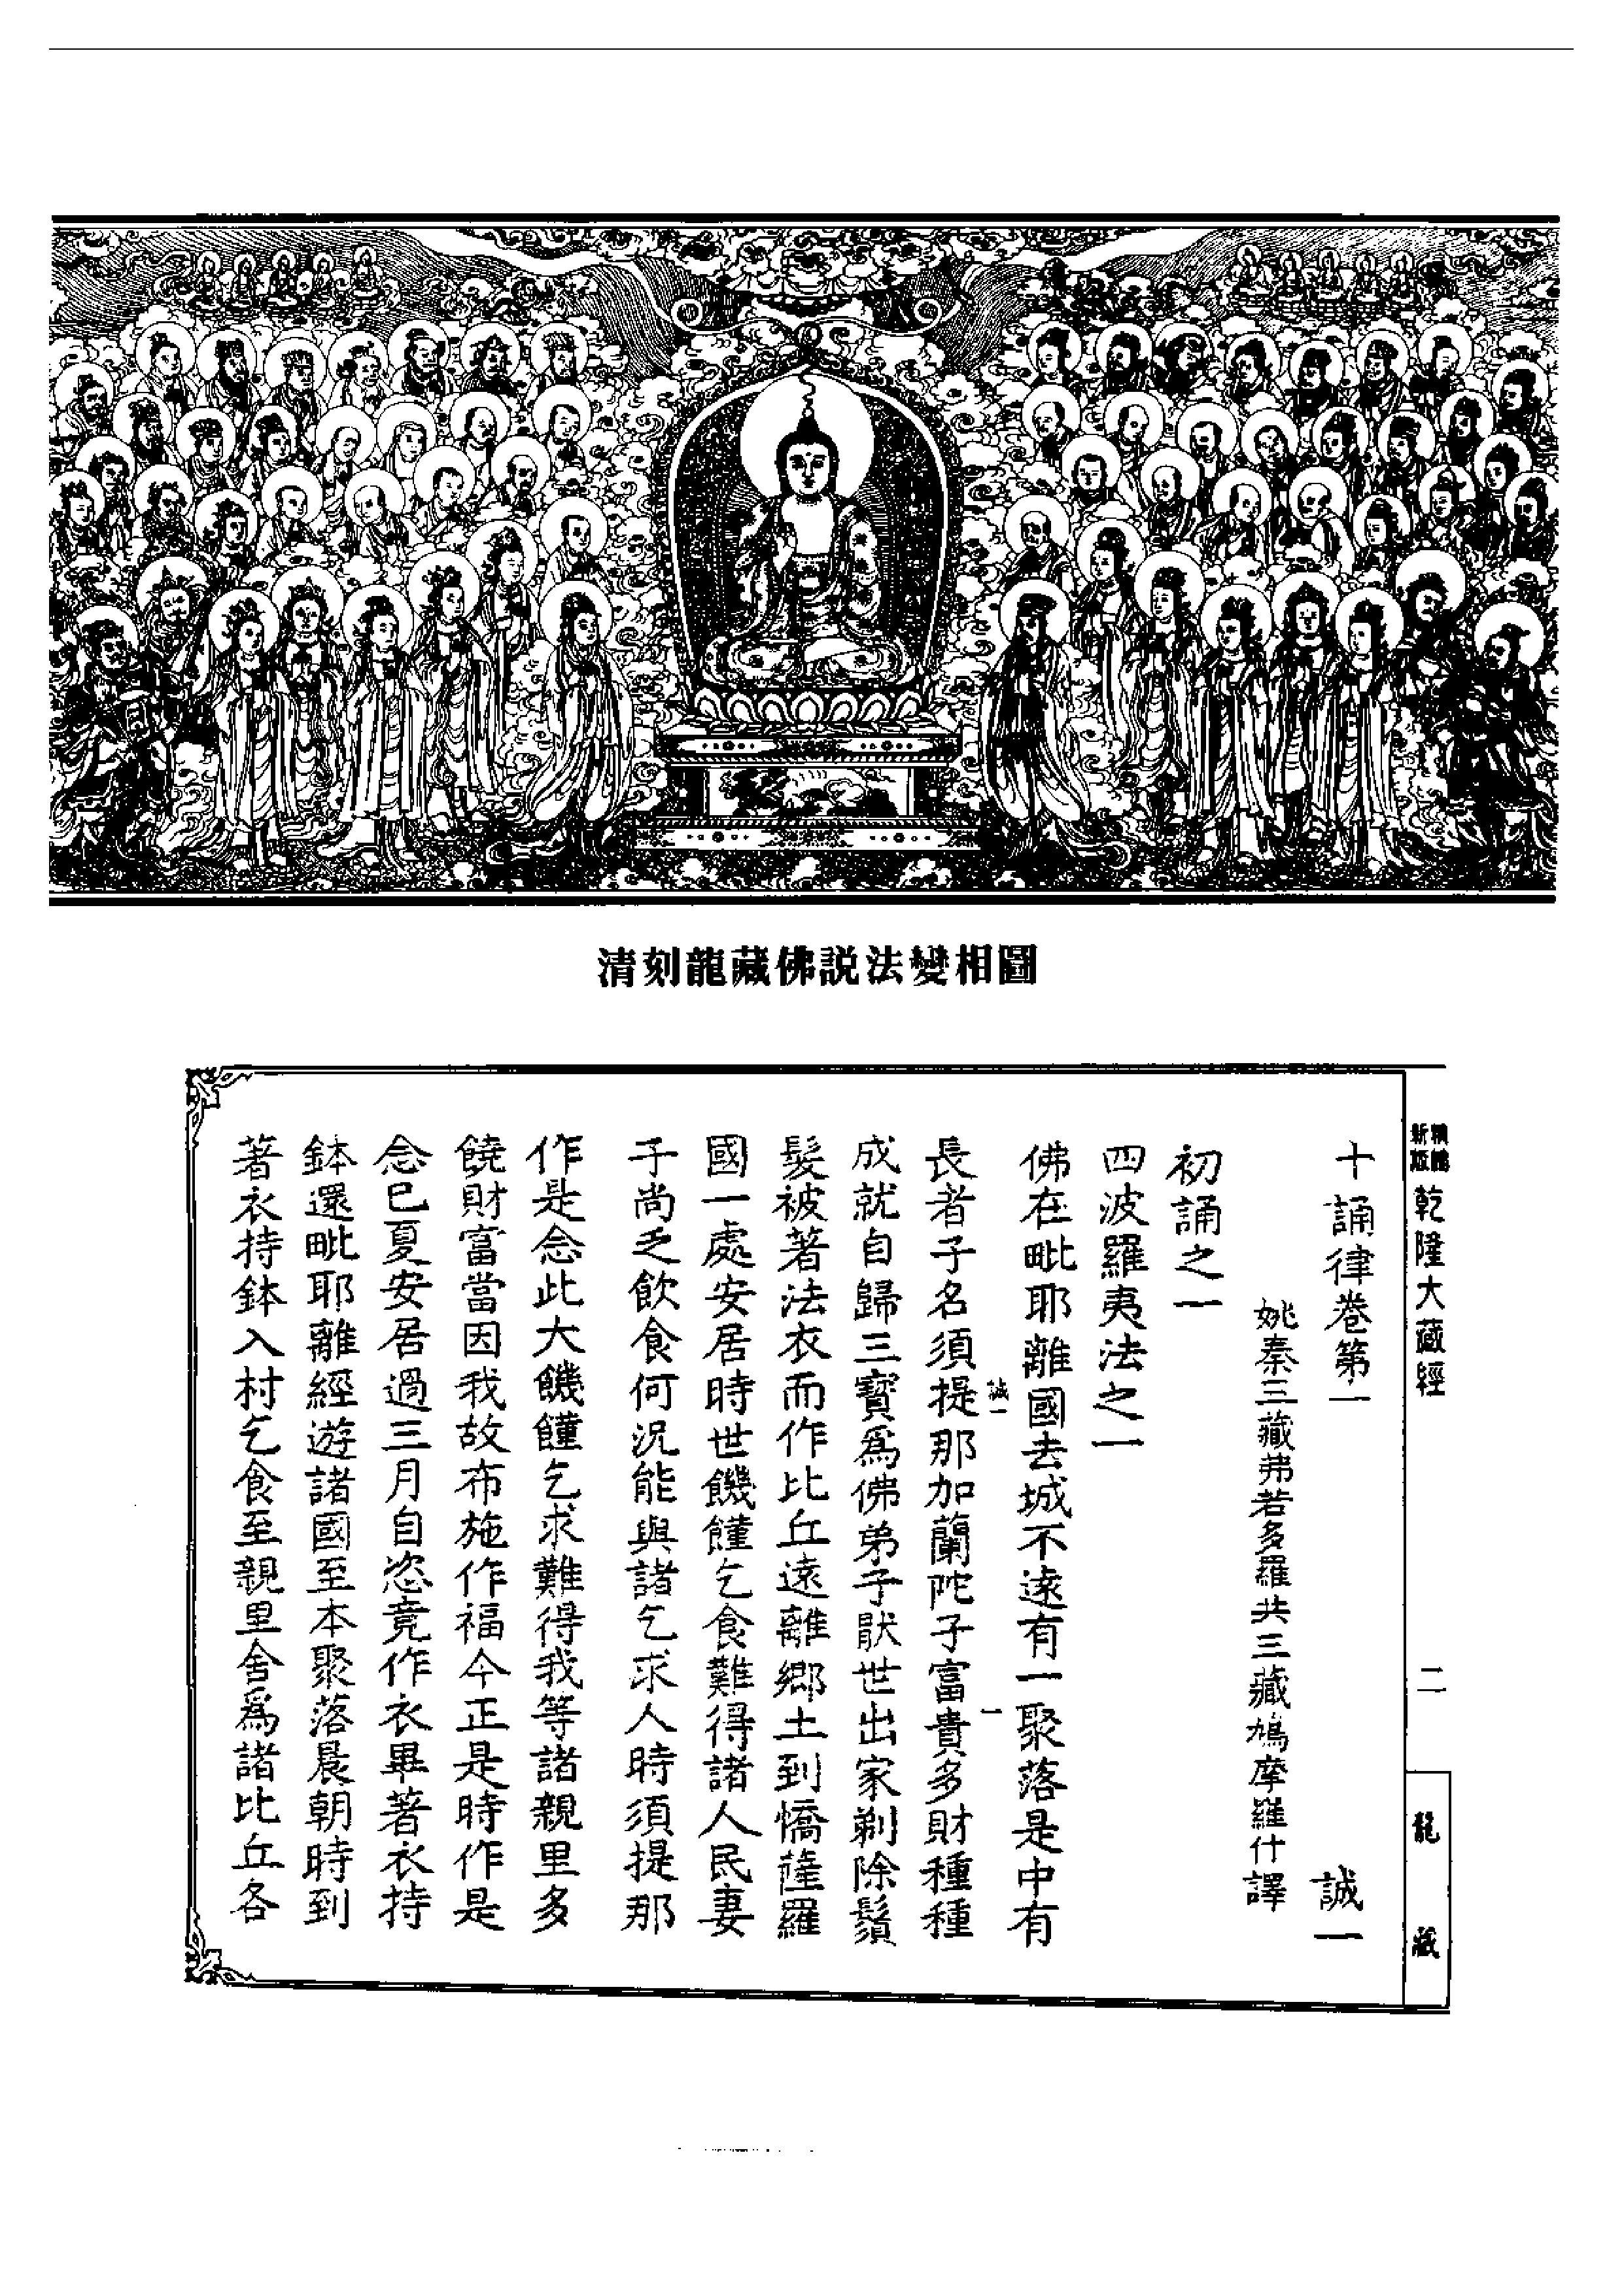 清刻龍藏佛説法變相圖
新版
乾隆大藏經
二
龍藏
十誦律卷第一 誠一
姚秦三藏弗若多羅共三藏鳩摩羅什譯
初誦之一
四波羅夷法之一
佛在毗耶離國去城不遠有一聚落是中有
誠一
一
長者子名須提那加蘭陀子富貴多財種種
成就自歸三寶爲佛弟子厭世出家剃除鬚
髮被著法衣而作比丘遠離鄉土到憍薩羅
國一處安居時世饑饉乞食難得諸人民妻
子尚乏飲食何況能與諸乞求人時須提那
作是念此大饑饉乞求難得我等諸親里多
饒財富當因我故布施作福今正是時作是
念已夏安居過三月自恣竟作衣畢著衣持
鉢還毗耶離經遊諸國至本聚落晨朝時到
著衣持鉢入村乞食至親里舍爲諸比丘各